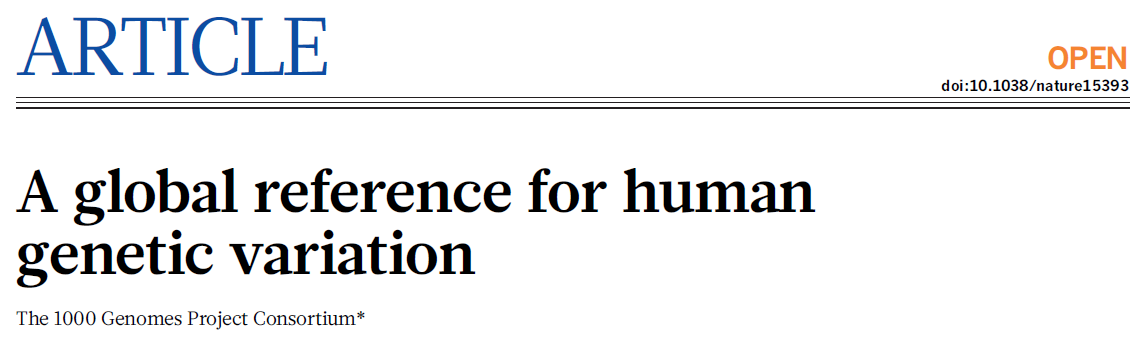 ARTICLE
OPEN
doi:10.1038/nature15393
A global reference for human
genetic variation
The 1000 Genomes Project Consortium*